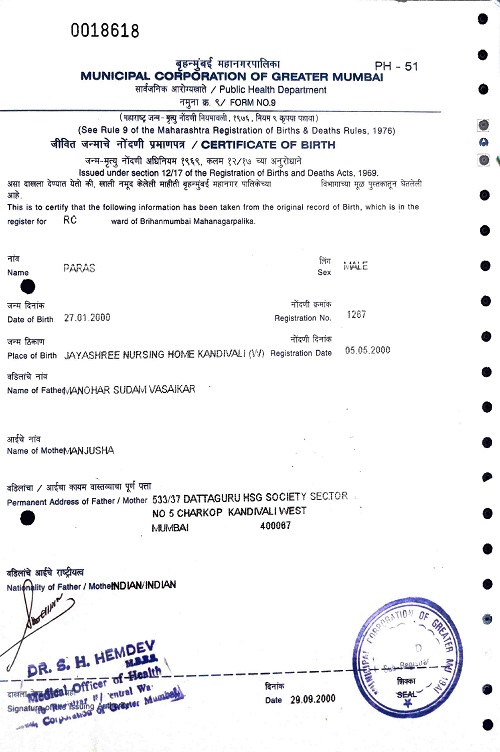 0018618
बृहन्मुंबई महानगरपालिका
PH - 51
MUNICIPAL CORPORATION OF GREATER MUMBAI
सार्वजनिक आरोग्यखाते / Public Health Department
नमुना क्र. ९/ FORM NO.9
(महाराष्ट्र जन्म - मृत्यु नोंदणी नियमावली, १९७६, नियम ९ कृपया पहावा)
(See Rule 9 of the Maharashtra Registration of Births & Deaths Rules, 1976)
जीवित जन्माचे नोंदणी प्रमाणपत्र / CERTIFICATE OF BIRTH
जन्म-मृत्यु नोंदणी अधिनियम १९६९, कलम १२/१७ च्या अनुरोधाने
Issued under section 12/17 of the Registration of Births and Deaths Acts, 1969.
असा दाखला देण्यात येतो की, खाली नमूद केलेली माहीती बृहन्मुंबई महानगर पालिकेच्या विभागाच्या मूळ पुस्तकातून घेतलेली
आहे.
This is to certify that the following information has been taken from the original record of Birth, which is in the
register for RC ward of Brihanmumbai Mahanagarpalika.
नांव लिंग
Name PARAS Sex MALE
जन्म दिनांक नोंदणी क्रमांक
Date of Birth 27.01.2000 Registration No. 1267
जन्म ठिकाण नोंदणी दिनांक
Place of Birth JAYASHREE NURSING HOME KANDIVALI (W) Registration Date 05.05.2000
वडिलांचे नांव
Name of Father MANOHAR SUDAM VASAIKAR
आईचे नांव
Name of Mother MANJUSHA
वडिलांचा / आईचा कायम वास्तव्याचा पूर्ण पत्ता
Permanent Address of Father / Mother 533/37 DATTAGURU HSG SOCIETY SECTOR
NO 5 CHARKOP KANDIVALI WEST
MUMBAI 400067
वडिलांचे आईचे राष्ट्रीयत्व
Nationality of Father / Mother INDIAN/INDIAN
DR. S. H. HEMDEV
M.B.B.S.
Medical Officer of Health
Corporation of Greater Mumbai
Signature of the Issuing
दिनांक
Date 29.09.2000
MUNICIPAL CORPORATION OF GREATER MUMBAI
Sub Registrar
सिक्का
SEAL